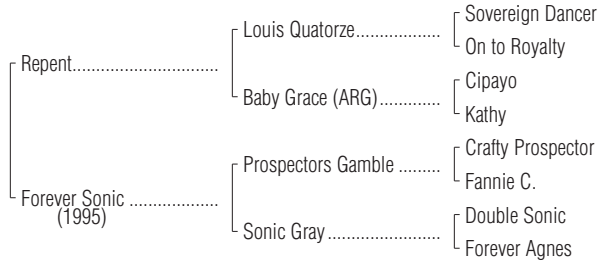 Sovereign Dancer
Louis Quatorze...................
On to Royalty
Repent.................................
Cipayo
Baby Grace (ARG).............
Kathy
Crafty Prospector
Prospectors Gamble .........
Fannie C.
Forever Sonic ....................
(1995)
Double Sonic
Sonic Gray.........................
Forever Agnes